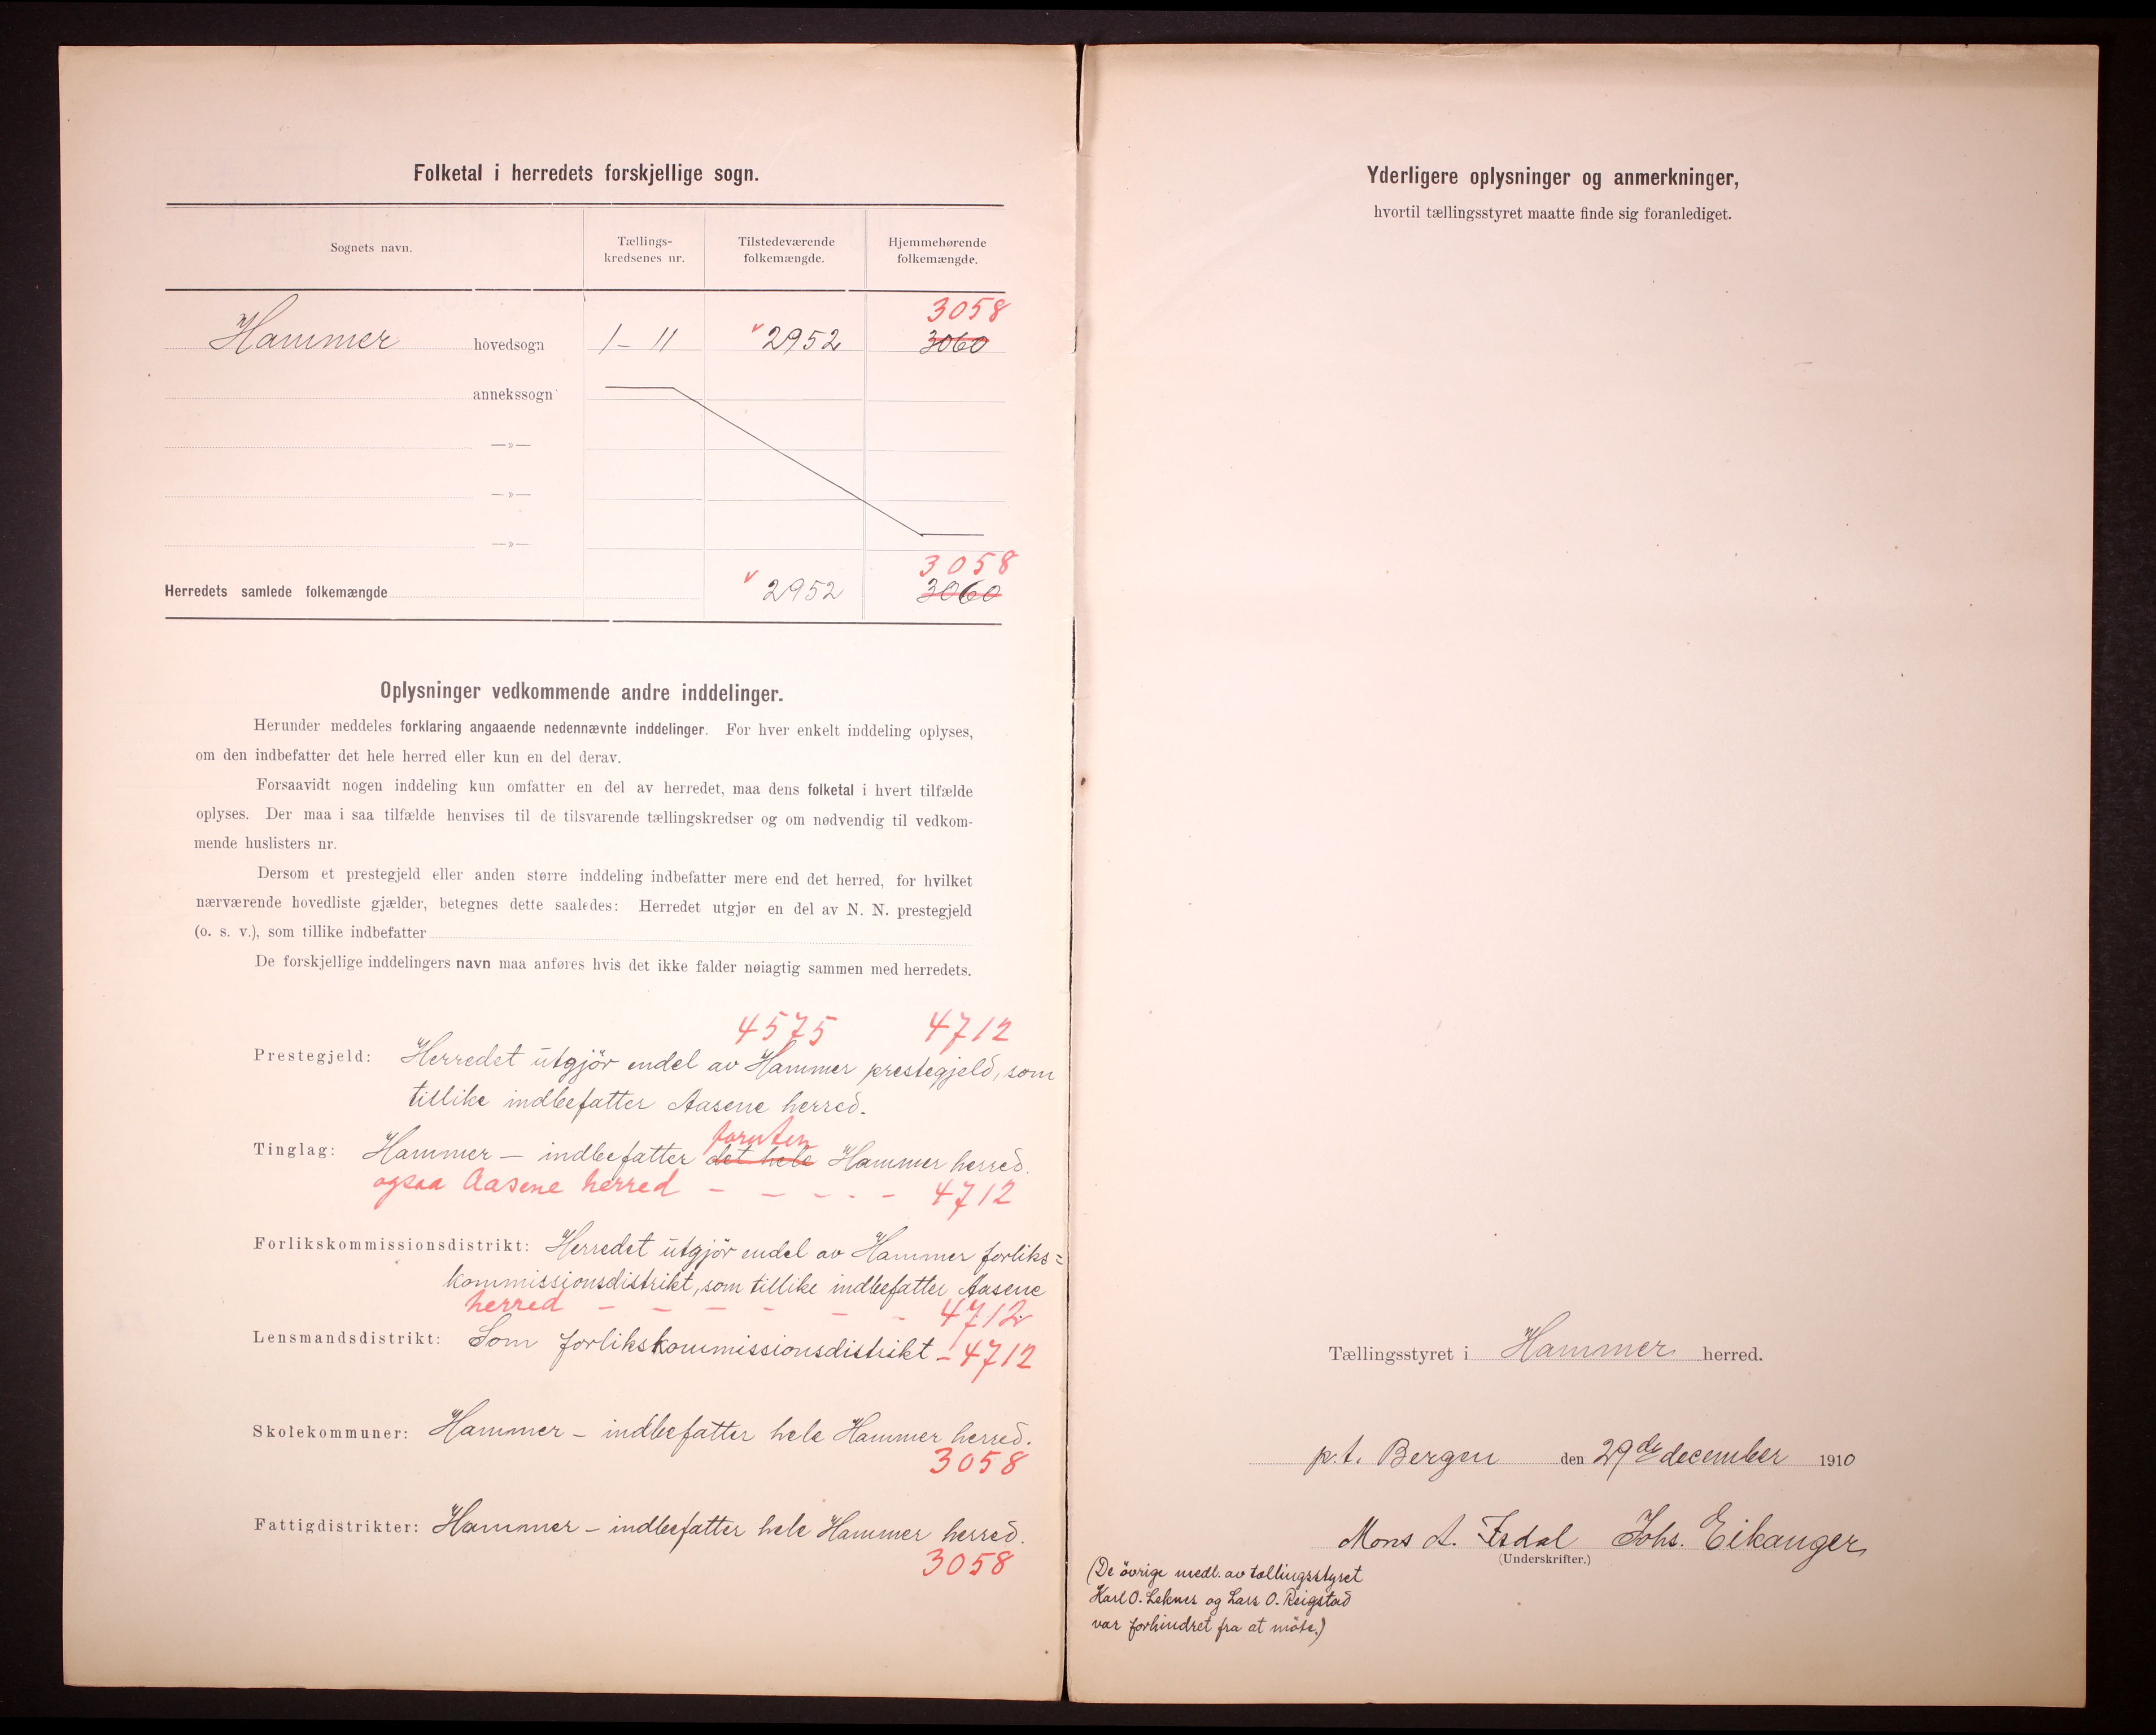 Folketal i herredets forskjellige sogn.
Sognets navn.
Tællings-
kredsenes nr.
Tilstedeværende
folkemængde.
Hjemmehørende
folkemængde.
3058
Hammer hovedsogn 1 - 11 v 2952 3060
annekssogn
—»—
—»—
—»—
3058
Herredets samlede folkemængde v 2952 3060
Oplysninger vedkommende andre inddelinger.
Herunder meddeles forklaring angaaende nedennævnte inddelinger. For hver enkelt inddeling oplyses,
om den indbefatter det hele herred eller kun en del derav.
Forsaavidt nogen inddeling kun omfatter en del av herredet, maa dens folketal i hvert tilfælde
oplyses. Der maa i saa tilfælde henvises til de tilsvarende tællingskredser og om nødvendig til vedkom-
mende huslisters nr.
Dersom et prestegjeld eller anden større inddeling indbefatter mere end det herred, for hvilket
nærværende hovedliste gjælder, betegnes dette saaledes: Herredet utgjør en del av N. N. prestegjeld
(o. s. v.), som tillike indbefatter
De forskjellige inddelingers navn maa anføres hvis det ikke falder nøiagtig sammen med herredets.
4575 4712
Prestegjeld: Herredet utgjör endel av Hammer prestegjeld, som
tillike indbefatter Aasene herred.
foruten
Tinglag: Hammer — indbefatter det hele Hammer herred.
ogsaa Aasene herred - - - - - 4712
Forlikskommissionsdistrikt: Herredet utgjör endel av Hammer forliks=
kommissionsdistrikt, som tillike indbefatter Aasene
herred - - - - - - 4712
Lensmandsdistrikt: Som forlikskommissionsdistrikt - 4712
Skolekommuner: Hammer - indbefatter hele Hammer herred.
3058
Fattigdistrikter: Hammer - indbefatter hele Hammer herred.
3058
Yderligere oplysninger og anmerkninger,
hvortil tællingsstyret maatte finde sig foranlediget.
Tællingsstyret i Hammer herred.
p.t. Bergen den 29de december 1910
Mons A. Isdal Johs. Eikanger
(Underskrifter.)
(De övrige medl. av tællingsstyret
Karl O. Leknes og Lars O. Reigstad
var forhindret fra at möte.)